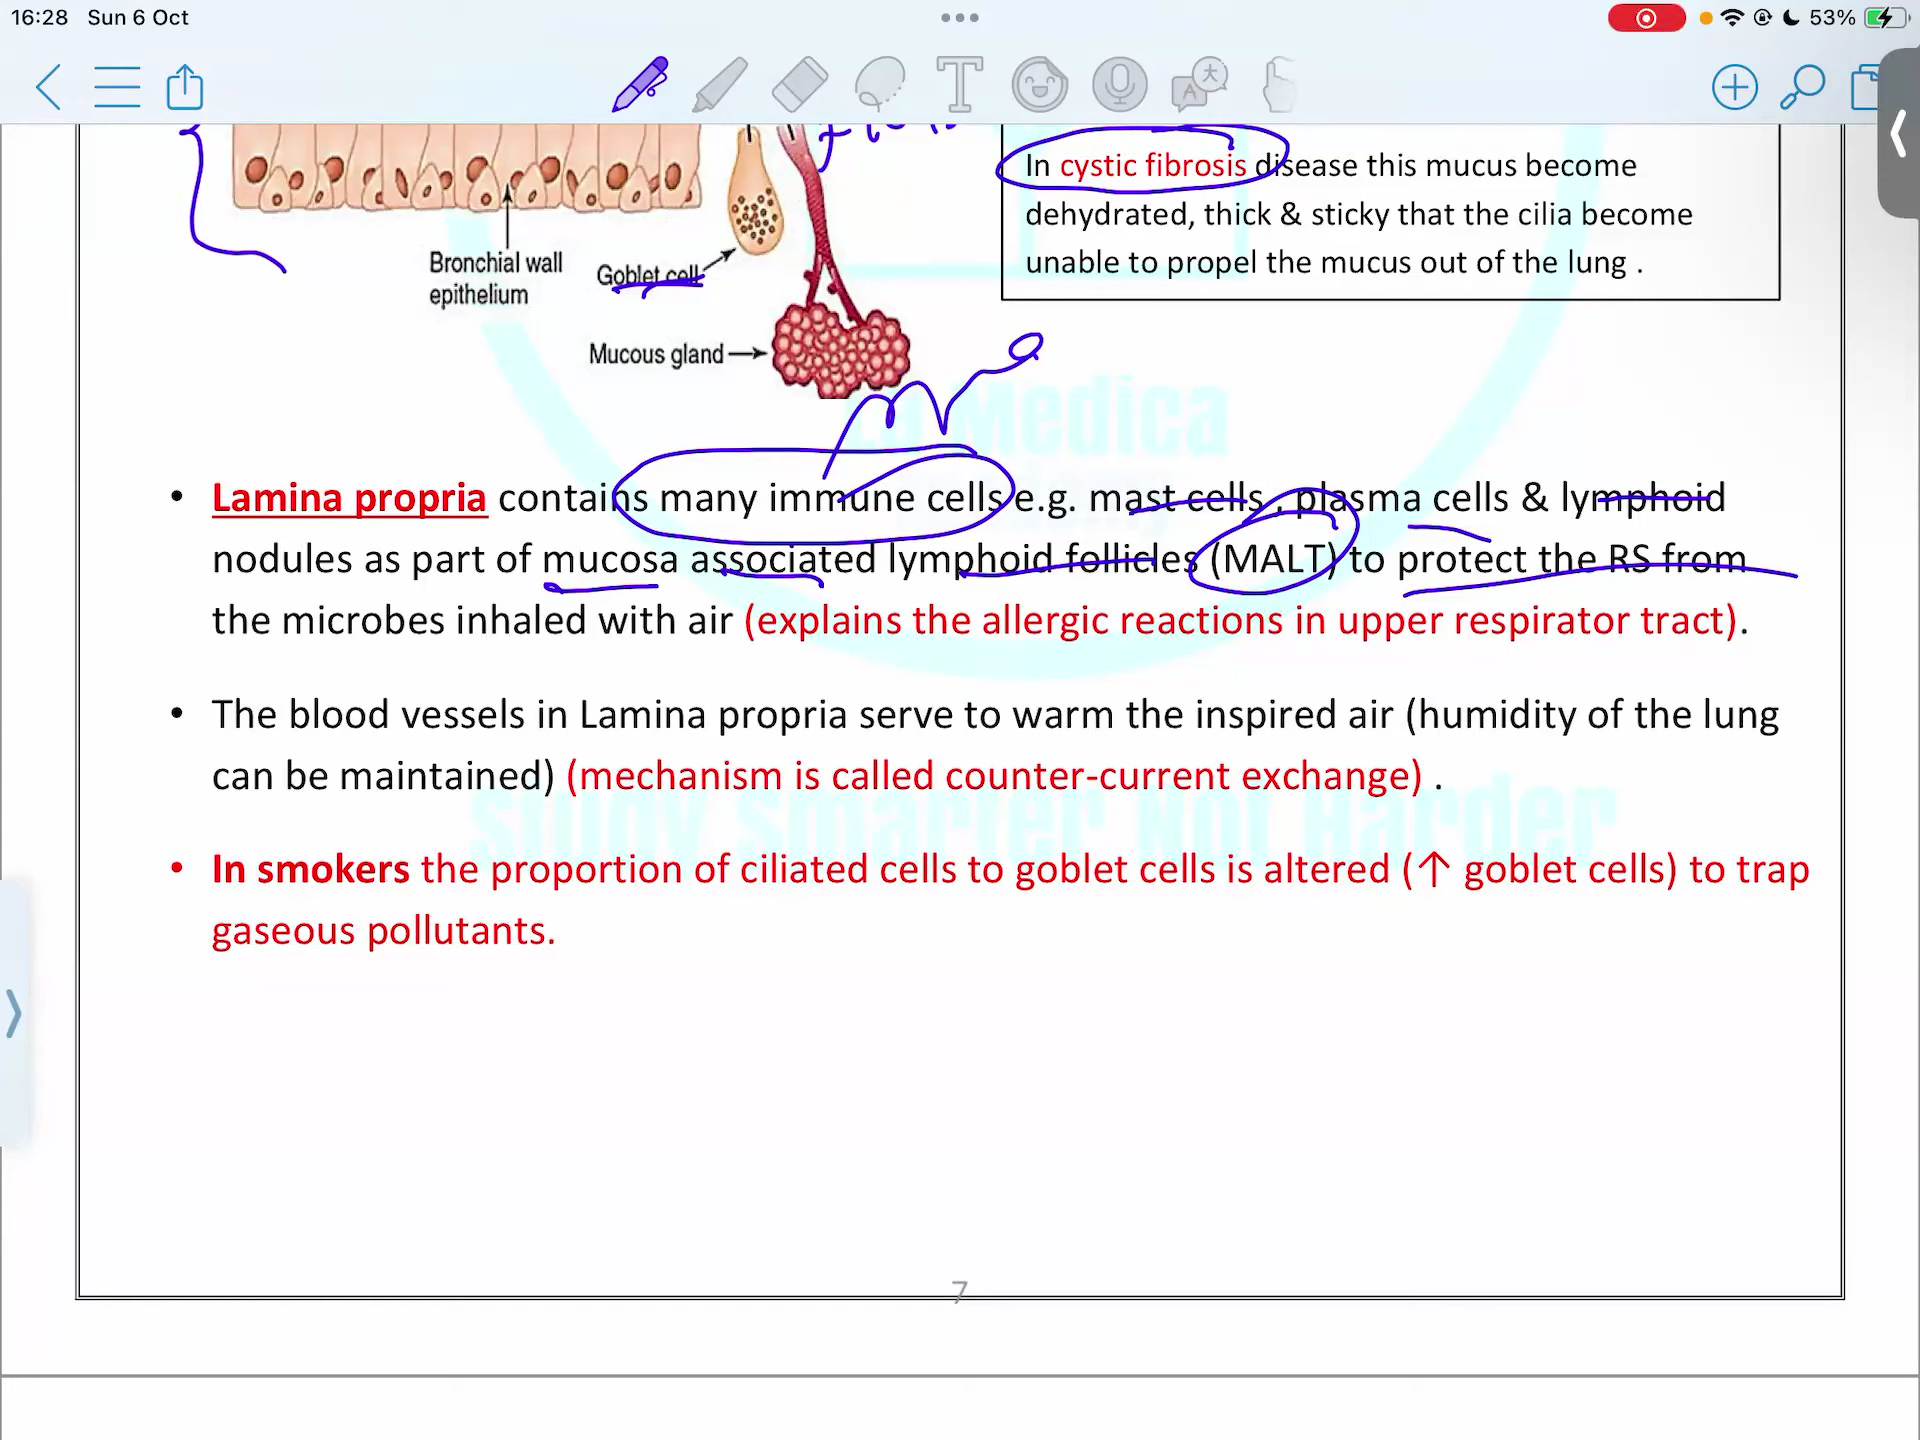 16:28 Sun 6 Oct
53%
In cystic fibrosis disease this mucus become
dehydrated, thick & sticky that the cilia become
unable to propel the mucus out of the lung .
Bronchial wall
epithelium
Goblet cell
Mucous gland
Medica
• Lamina propria contains many immune cells e.g. mast cells , plasma cells & lymphoid
nodules as part of mucosa associated lymphoid follicles (MALT) to protect the RS from
the microbes inhaled with air (explains the allergic reactions in upper respirator tract).
• The blood vessels in Lamina propria serve to warm the inspired air (humidity of the lung
can be maintained) (mechanism is called counter-current exchange) .
Study Smarter Not Harder
• In smokers the proportion of ciliated cells to goblet cells is altered (↑ goblet cells) to trap
gaseous pollutants.
7